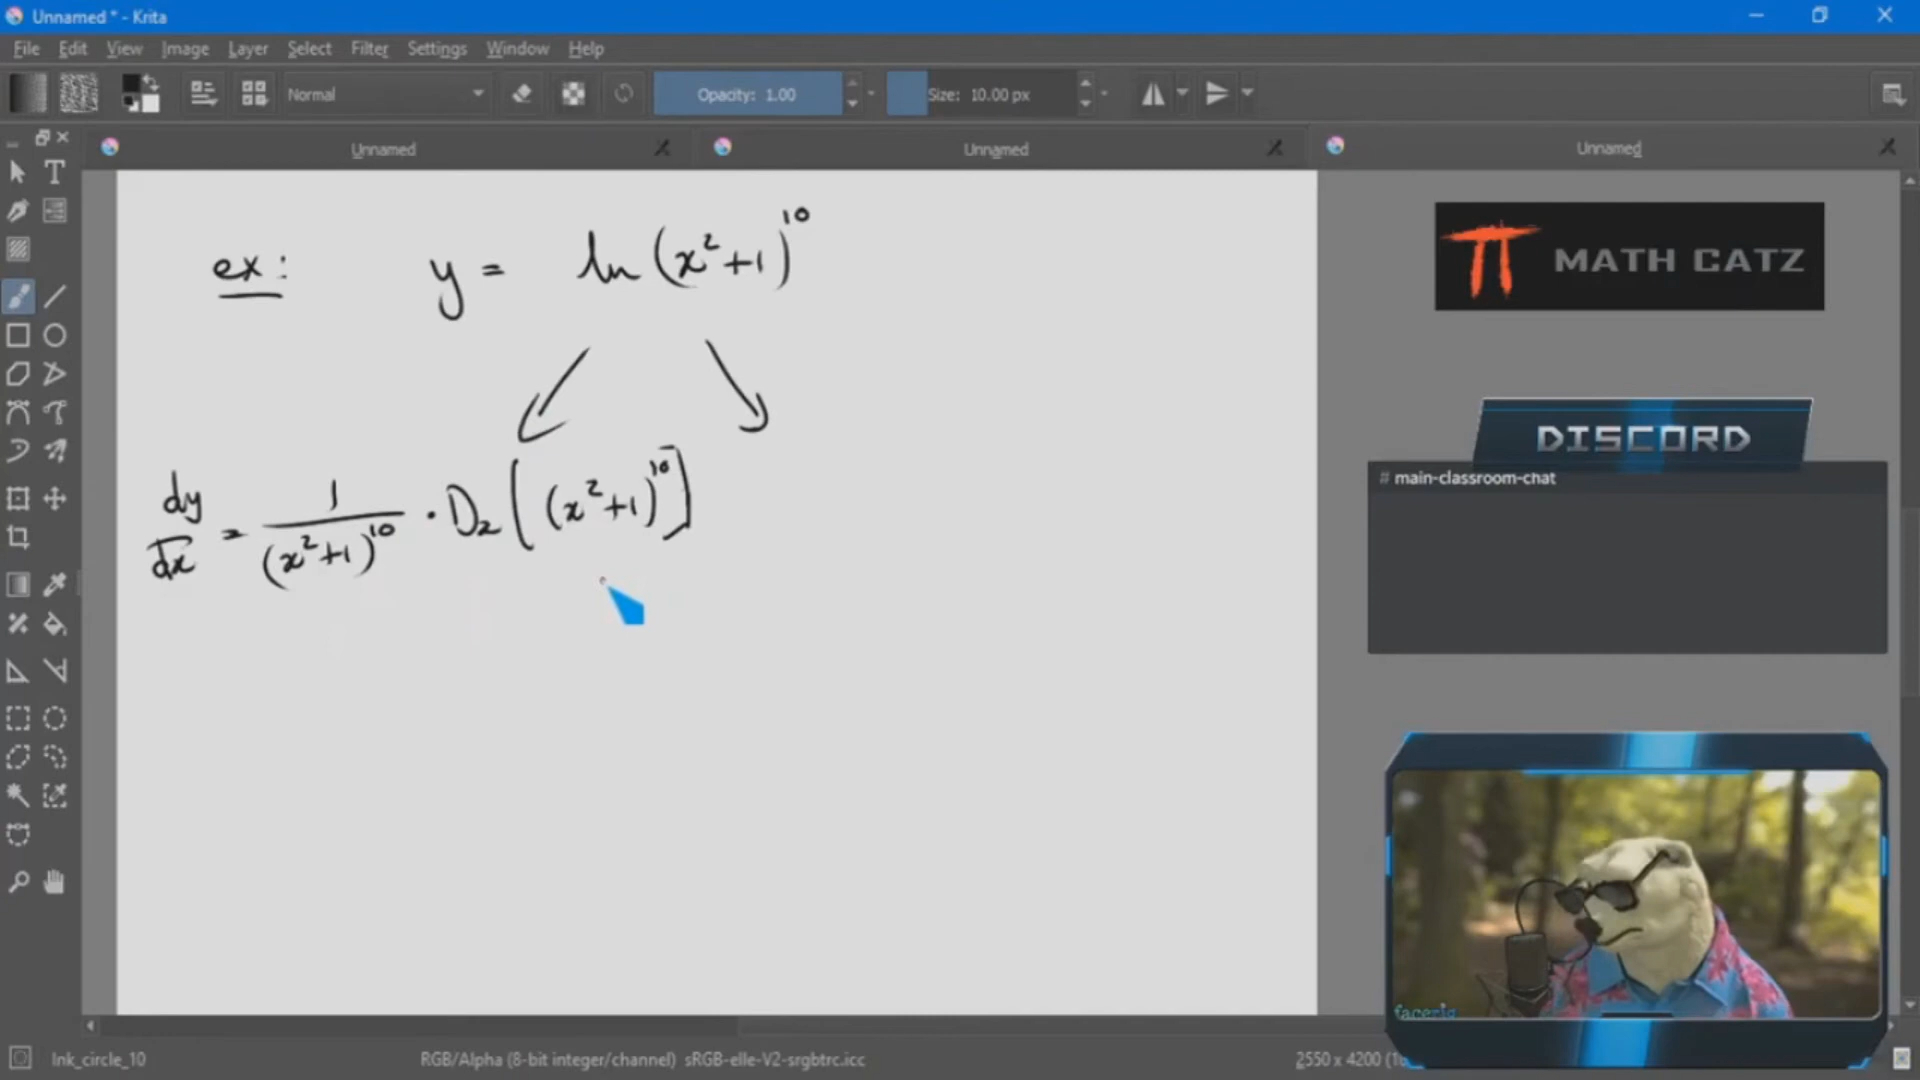 Unnamed * - Krita
File Edit View Image Layer Select Filter Settings Window Help
Normal Opacity: 1.00 Size: 10.00 px
Unnamed Unnamed Unnamed
ex: y = ln (x²+1)¹⁰
dy/dx = 1/(x²+1)¹⁰ · D₂ [(x²+1)¹⁰]
MATH CATZ
DISCORD
# main-classroom-chat
facerig
Ink_circle_10 RGB/Alpha (8-bit integer/channel) sRGB-elle-V2-srgbtrc.icc 2550 x 4200